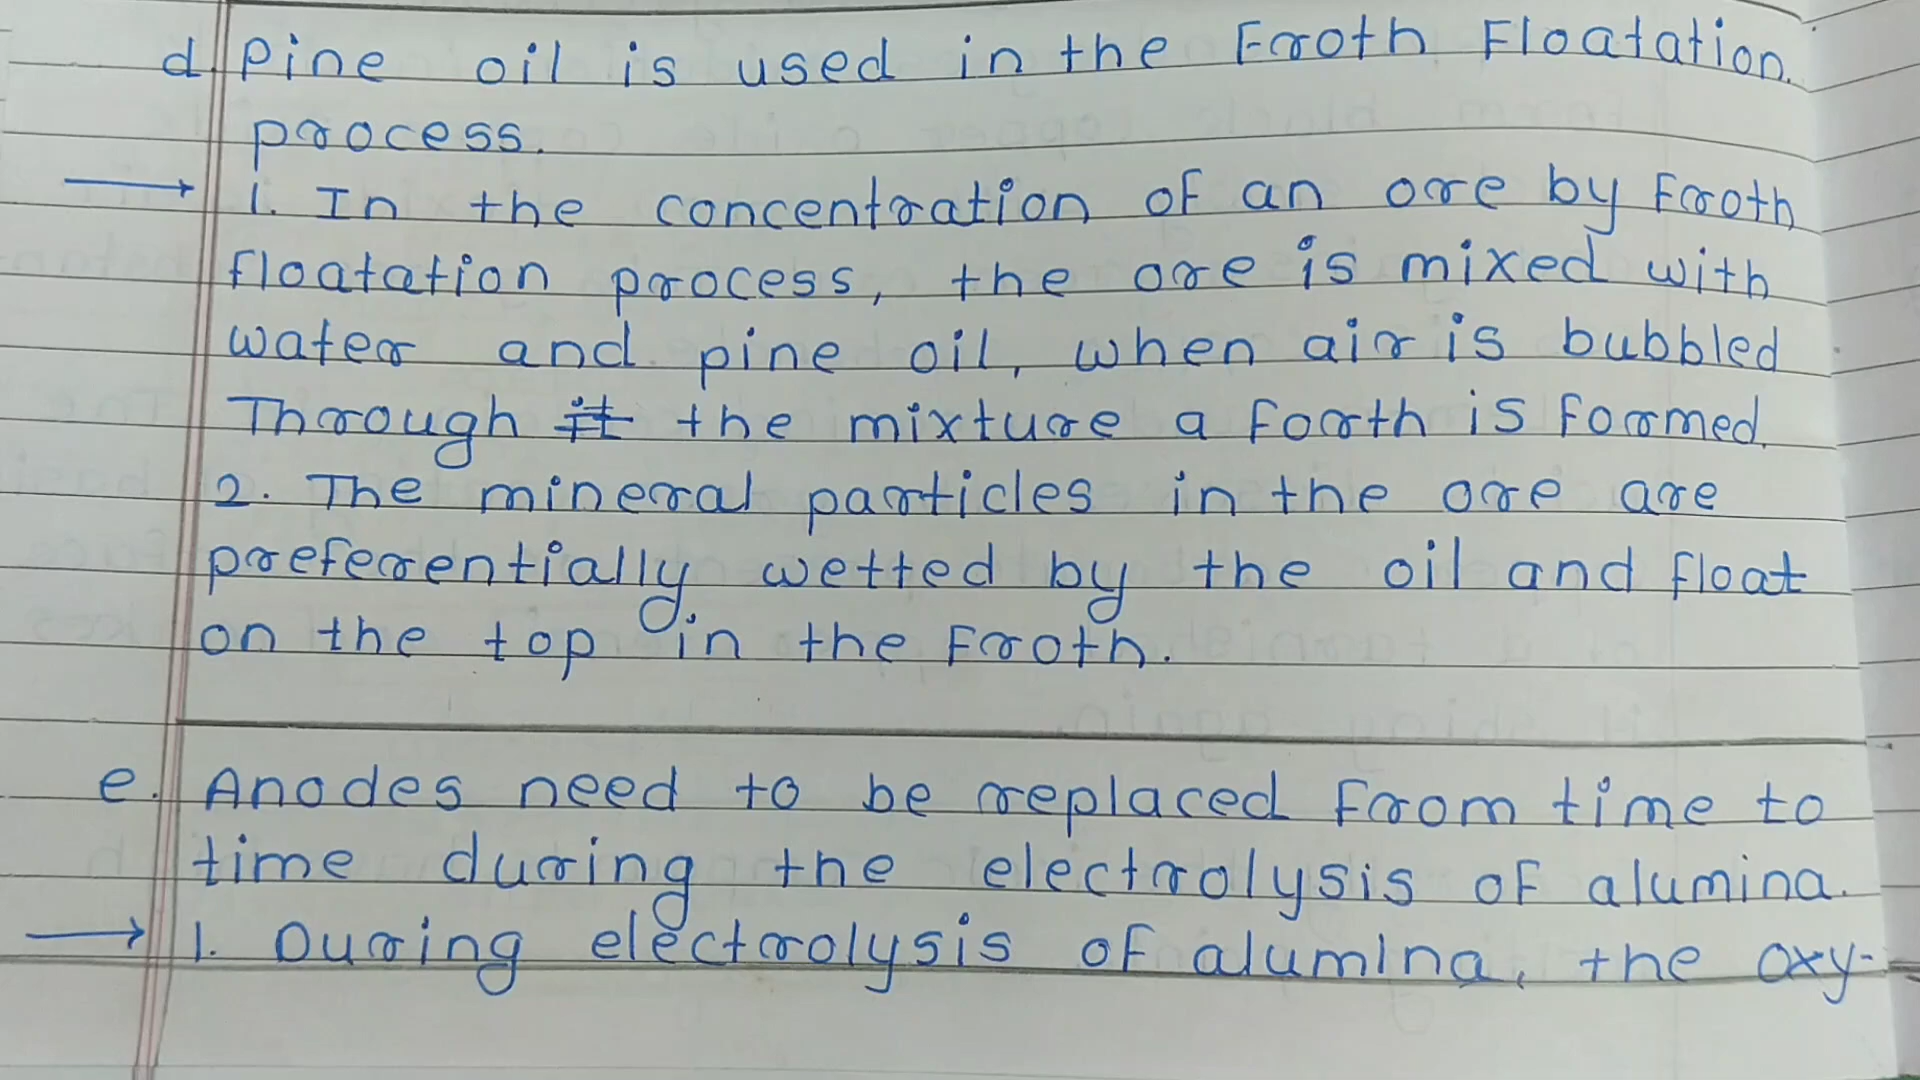 d. Pine oil is used in the Froth Floatation.
process.
→ 1. In the concentration of an ore by Froth
floatation process, the ore is mixed with
water and pine oil, when air is bubbled
Through it the mixture a forth is formed.
2. The mineral particles in the ore are
preferentially wetted by the oil and float
on the top in the Froth.
e. Anodes need to be replaced from time to
time during the electrolysis of alumina.
→ 1. During electrolysis of alumina, the oxy-